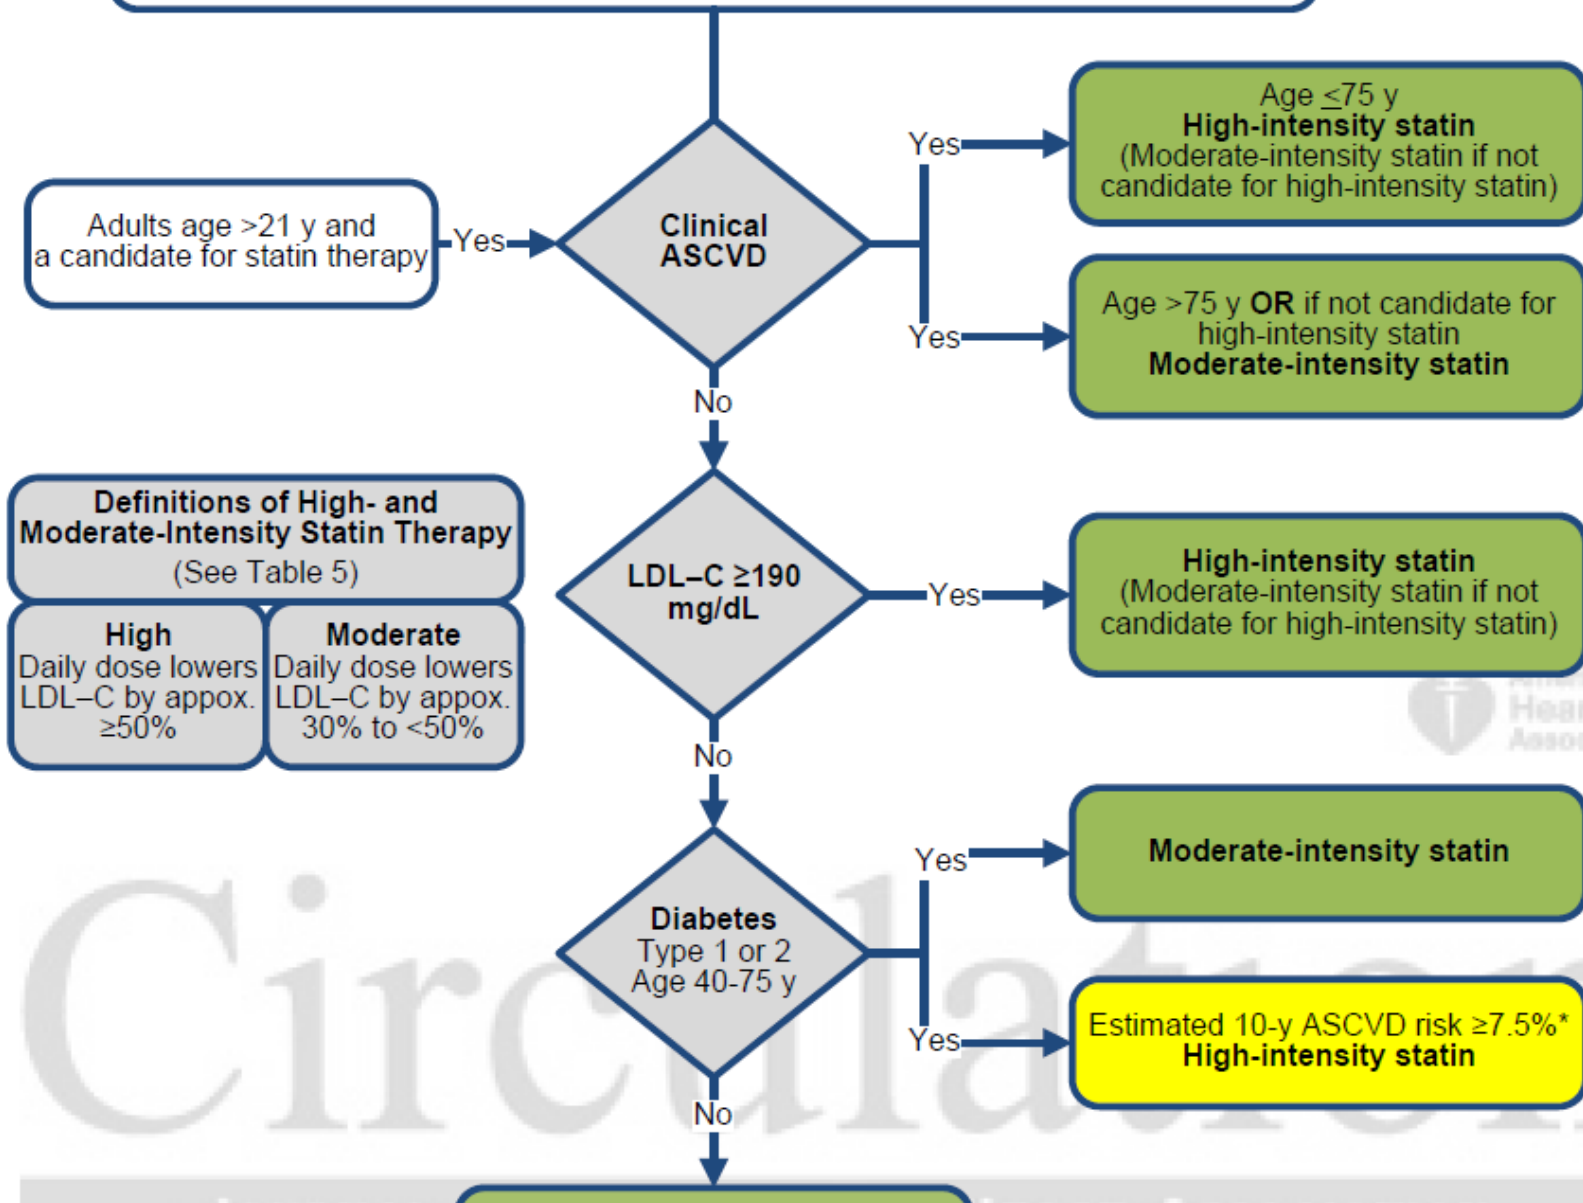 Age ≤75 y
High-intensity statin
(Moderate-intensity statin if not
candidate for high-intensity statin)
Yes
Adults age >21 y and
a candidate for statin therapy
Yes
Clinical
ASCVD
Yes
Age >75 y OR if not candidate for
high-intensity statin
Moderate-intensity statin
No
Definitions of High- and
Moderate-Intensity Statin Therapy
(See Table 5)
High
Daily dose lowers
LDL–C by appox.
≥50%
Moderate
Daily dose lowers
LDL–C by appox.
30% to <50%
LDL–C ≥190
mg/dL
Yes
High-intensity statin
(Moderate-intensity statin if not
candidate for high-intensity statin)
No
Yes
Moderate-intensity statin
Diabetes
Type 1 or 2
Age 40-75 y
Yes
Estimated 10-y ASCVD risk ≥7.5%*
High-intensity statin
No